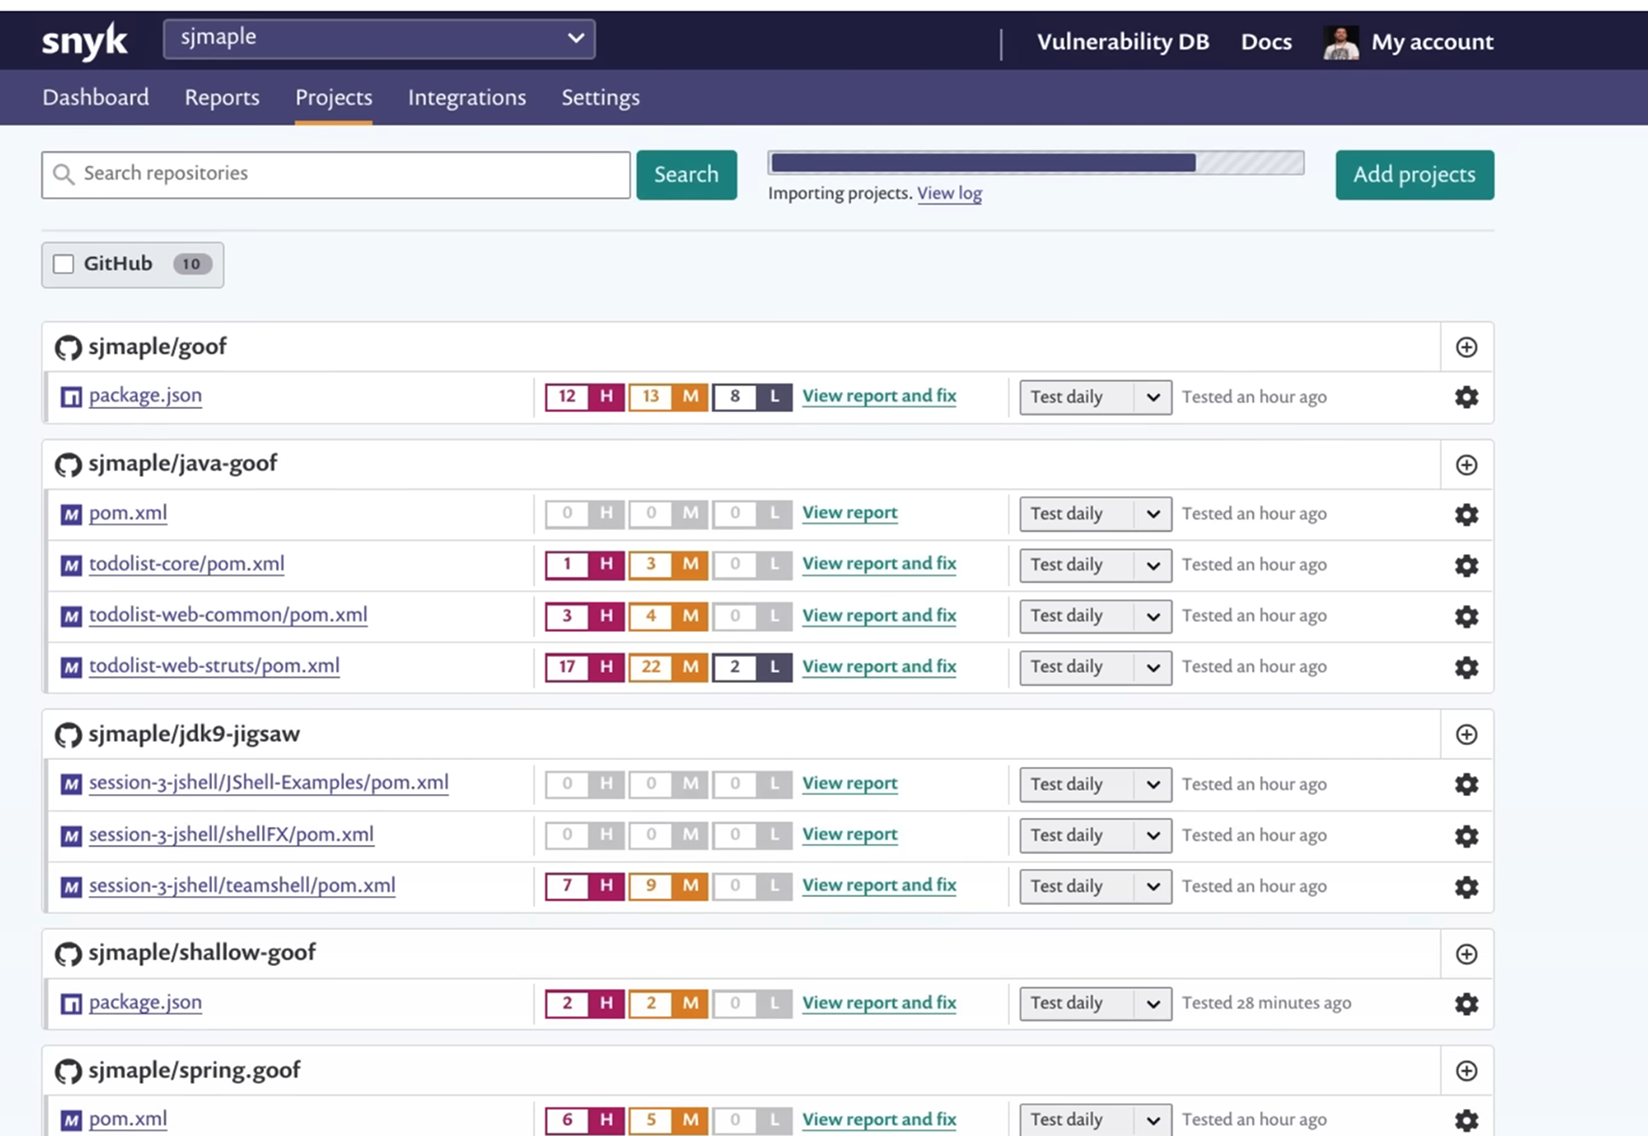 snyk sjmaple Vulnerability DB Docs My account
Dashboard Reports Projects Integrations Settings
Search repositories Search Add projects
Importing projects. View log
GitHub 10
sjmaple/goof
package.json 12 H 13 M 8 L View report and fix Test daily Tested an hour ago
sjmaple/java-goof
pom.xml 0 H 0 M 0 L View report Test daily Tested an hour ago
todolist-core/pom.xml 1 H 3 M 0 L View report and fix Test daily Tested an hour ago
todolist-web-common/pom.xml 3 H 4 M 0 L View report and fix Test daily Tested an hour ago
todolist-web-struts/pom.xml 17 H 22 M 2 L View report and fix Test daily Tested an hour ago
sjmaple/jdk9-jigsaw
session-3-jshell/JShell-Examples/pom.xml 0 H 0 M 0 L View report Test daily Tested an hour ago
session-3-jshell/shellFX/pom.xml 0 H 0 M 0 L View report Test daily Tested an hour ago
session-3-jshell/teamshell/pom.xml 7 H 9 M 0 L View report and fix Test daily Tested an hour ago
sjmaple/shallow-goof
package.json 2 H 2 M 0 L View report and fix Test daily Tested 28 minutes ago
sjmaple/spring.goof
pom.xml 6 H 5 M 0 L View report and fix Test daily Tested an hour ago